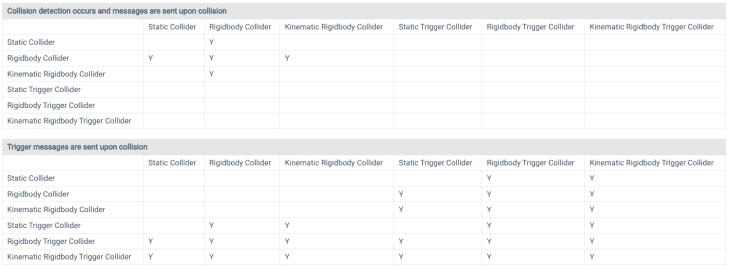 Collision detection occurs and messages are sent upon collision
Static Collider Rigidbody Collider Kinematic Rigidbody Collider Static Trigger Collider Rigidbody Trigger Collider Kinematic Rigidbody Trigger Collider
Static Collider Y
Rigidbody Collider Y Y Y
Kinematic Rigidbody Collider Y
Static Trigger Collider
Rigidbody Trigger Collider
Kinematic Rigidbody Trigger Collider
Trigger messages are sent upon collision
Static Collider Rigidbody Collider Kinematic Rigidbody Collider Static Trigger Collider Rigidbody Trigger Collider Kinematic Rigidbody Trigger Collider
Static Collider Y Y
Rigidbody Collider Y Y Y
Kinematic Rigidbody Collider Y Y Y
Static Trigger Collider Y Y Y Y
Rigidbody Trigger Collider Y Y Y Y Y Y
Kinematic Rigidbody Trigger Collider Y Y Y Y Y Y